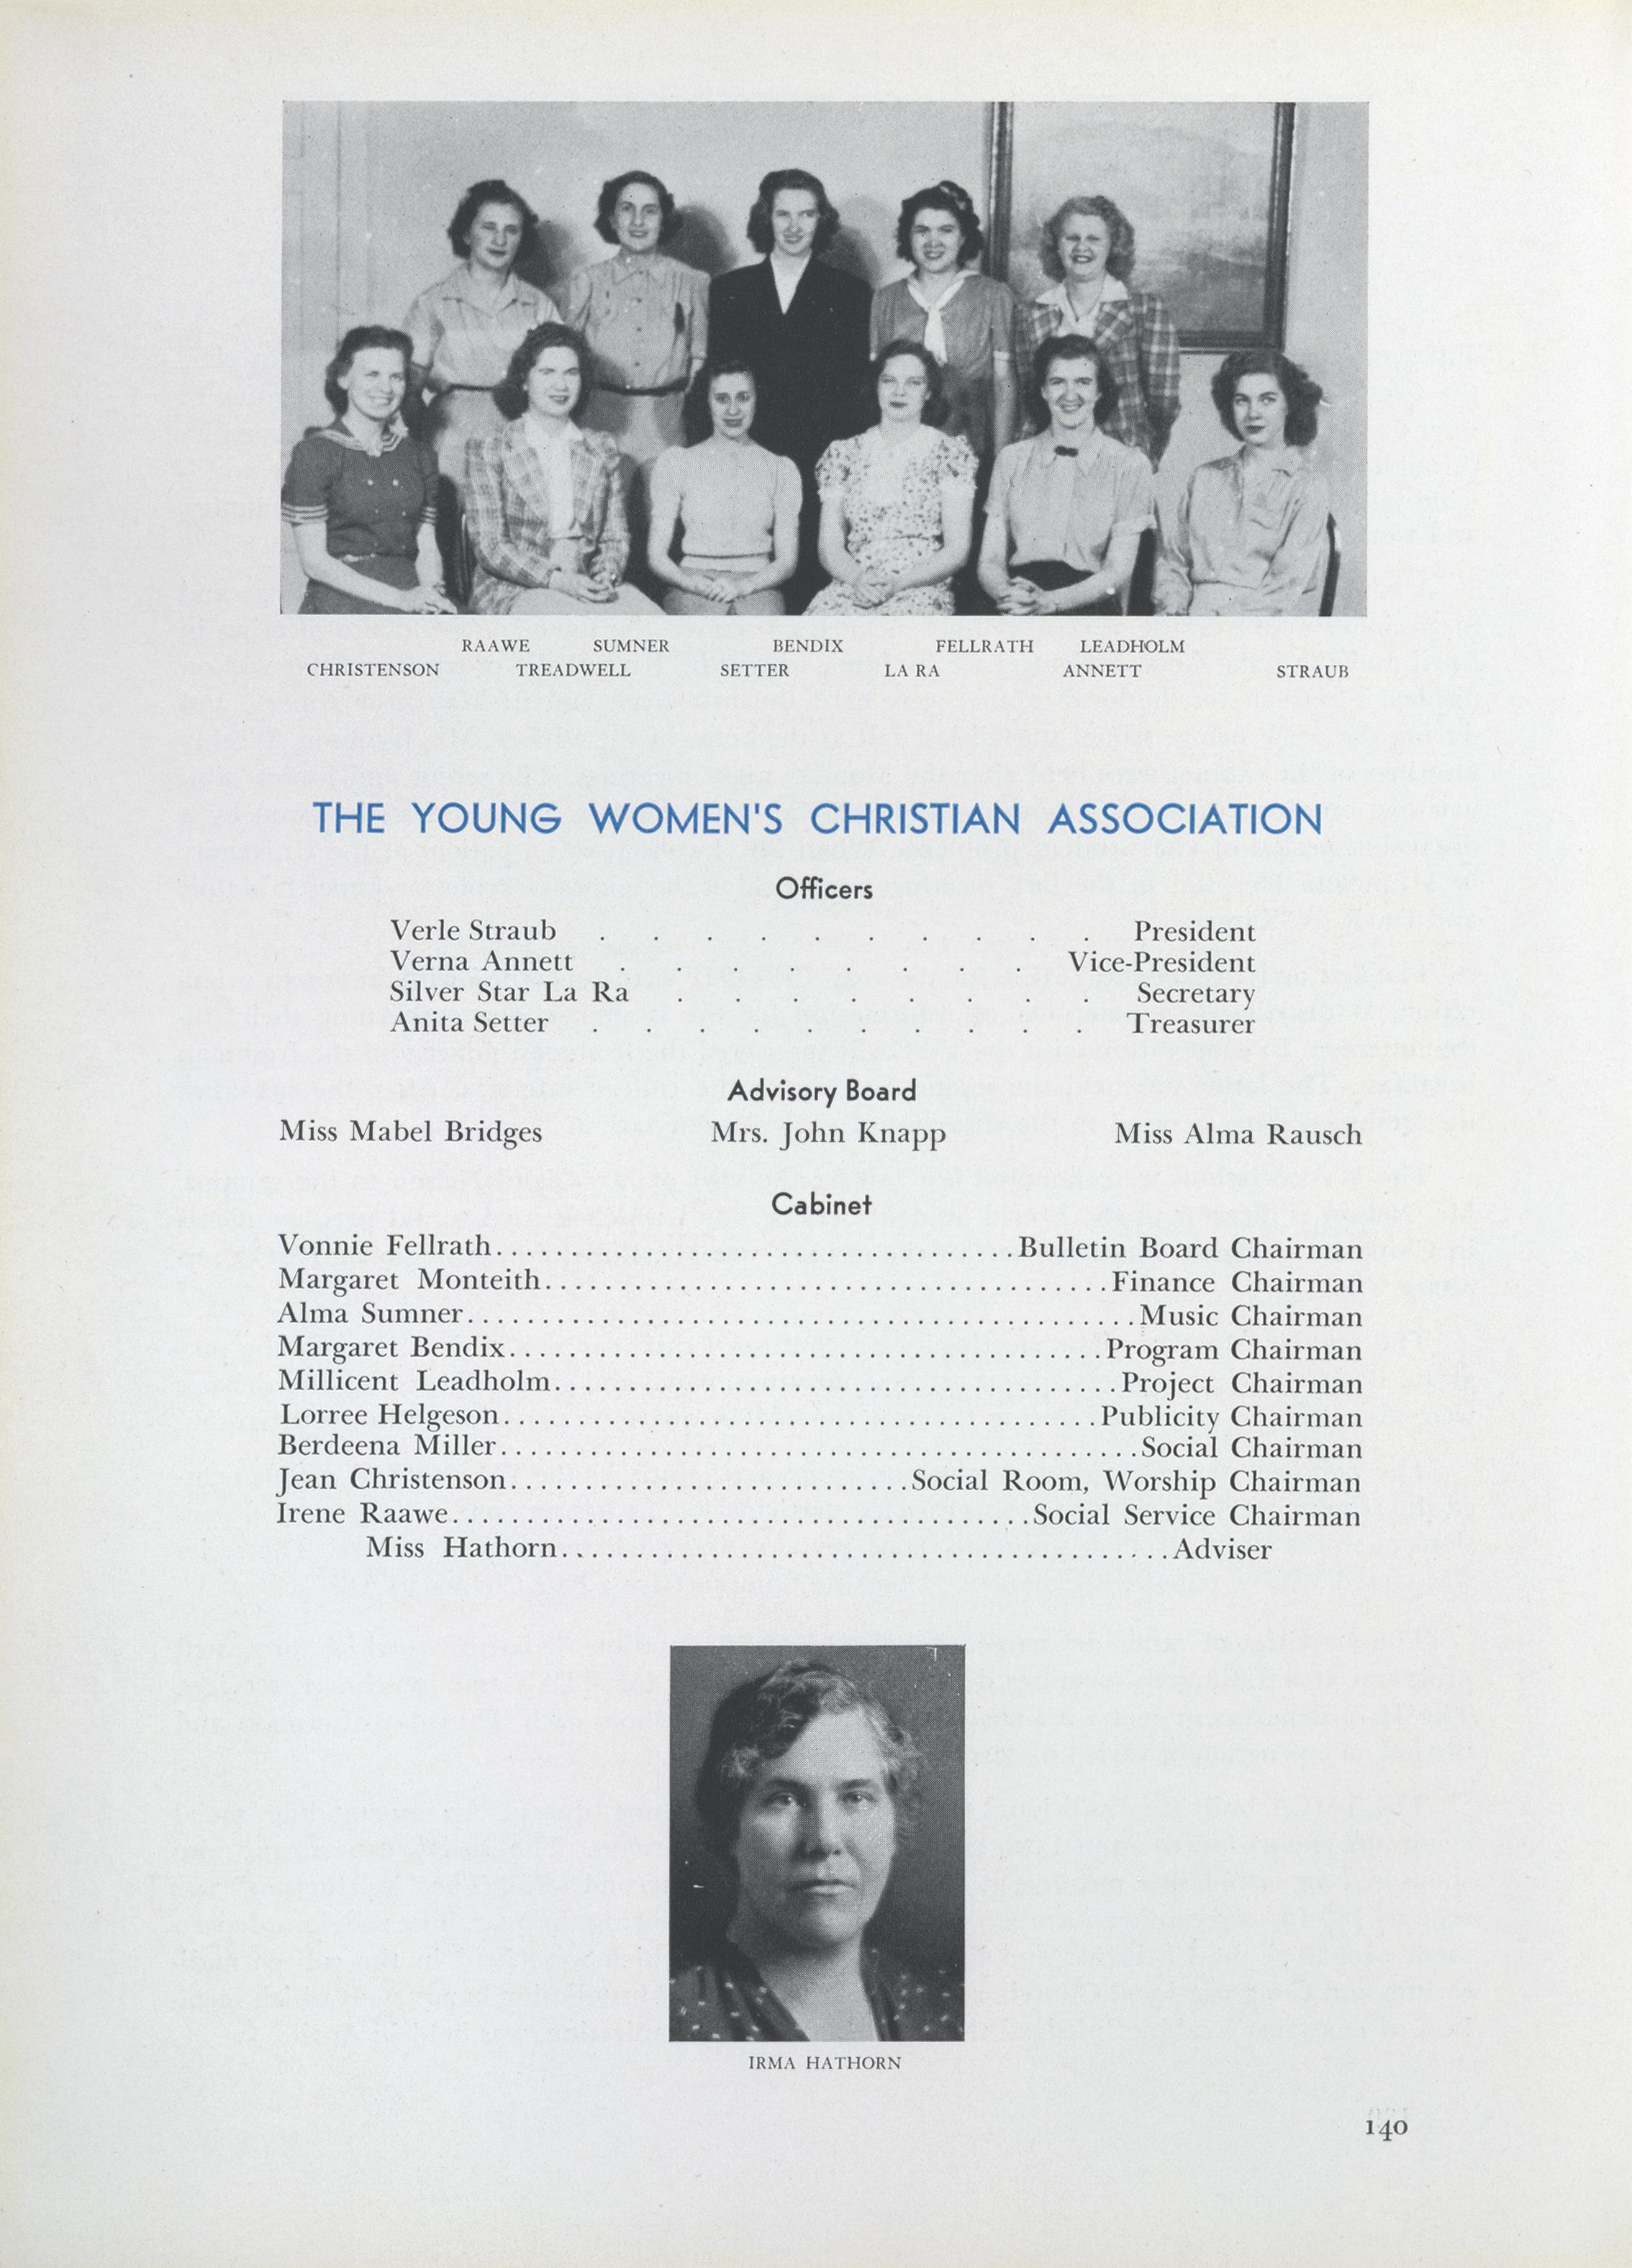 RAAWE SUMNER BENDIX FELLRATH LEADHOLM
CHRISTENSON TREADWELL SETTER LA RA ANNETT STRAUB
THE YOUNG WOMEN'S CHRISTIAN ASSOCIATION
Officers
Verle Straub . . . . . . . . . . President
Verna Annett . . . . . . . . Vice-President
Silver Star La Ra . . . . . . . . Secretary
Anita Setter . . . . . . . . . . Treasurer
Advisory Board
Miss Mabel Bridges Mrs. John Knapp Miss Alma Rausch
Cabinet
Vonnie Fellrath...................................Bulletin Board Chairman
Margaret Monteith......................................Finance Chairman
Alma Sumner.............................................Music Chairman
Margaret Bendix........................................Program Chairman
Millicent Leadholm......................................Project Chairman
Lorree Helgeson........................................Publicity Chairman
Berdeena Miller...........................................Social Chairman
Jean Christenson...........................Social Room, Worship Chairman
Irene Raawe.......................................Social Service Chairman
Miss Hathorn.........................................Adviser
IRMA HATHORN
140